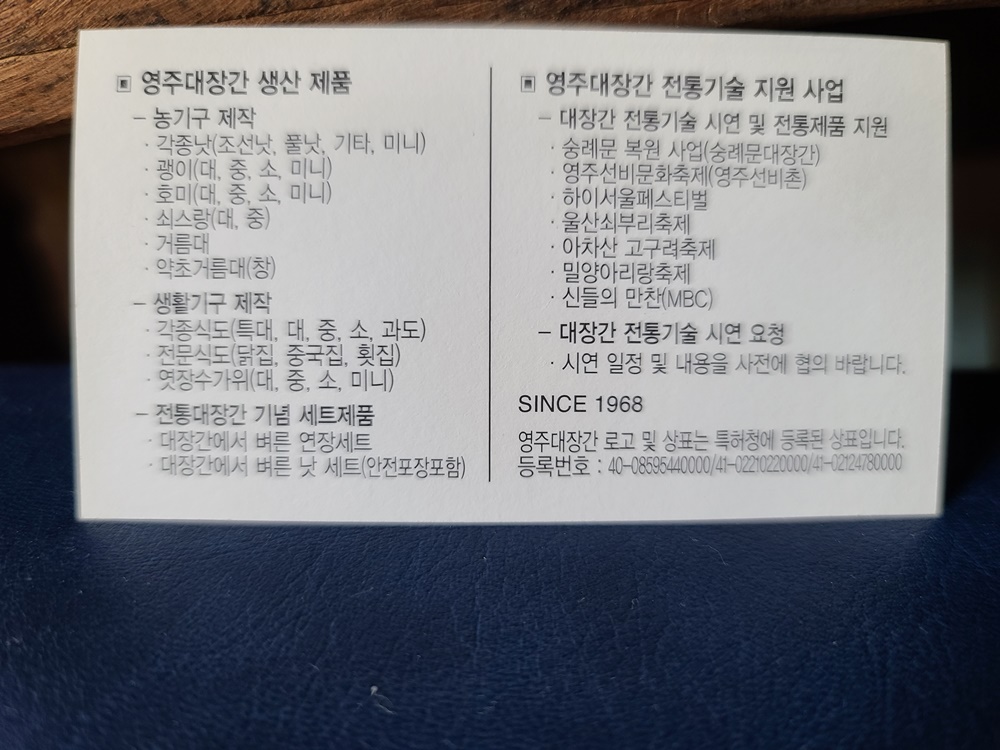 ▣ 영주대장간 생산 제품
– 농기구 제작
· 각종낫(조선낫, 풀낫, 기타, 미니)
· 괭이(대, 중, 소, 미니)
· 호미(대, 중, 소, 미니)
· 쇠스랑(대, 중)
· 거름대
· 약초거름대(창)
– 생활기구 제작
· 각종식도(특대, 대, 중, 소, 과도)
· 전문식도(닭집, 중국집, 횟집)
· 엿장수가위(대, 중, 소, 미니)
– 전통대장간 기념 세트제품
· 대장간에서 벼른 연장세트
· 대장간에서 벼른 낫 세트(안전포장포함)
▣ 영주대장간 전통기술 지원 사업
– 대장간 전통기술 시연 및 전통제품 지원
· 숭례문 복원 사업(숭례문대장간)
· 영주선비문화축제(영주선비촌)
· 하이서울페스티벌
· 울산쇠부리축제
· 아차산 고구려축제
· 밀양아리랑축제
· 신들의 만찬(MBC)
– 대장간 전통기술 시연 요청
· 시연 일정 및 내용을 사전에 협의 바랍니다.
SINCE 1968
영주대장간 로고 및 상표는 특허청에 등록된 상표입니다.
등록번호 : 40-08595440000/41-02210220000/41-02124780000